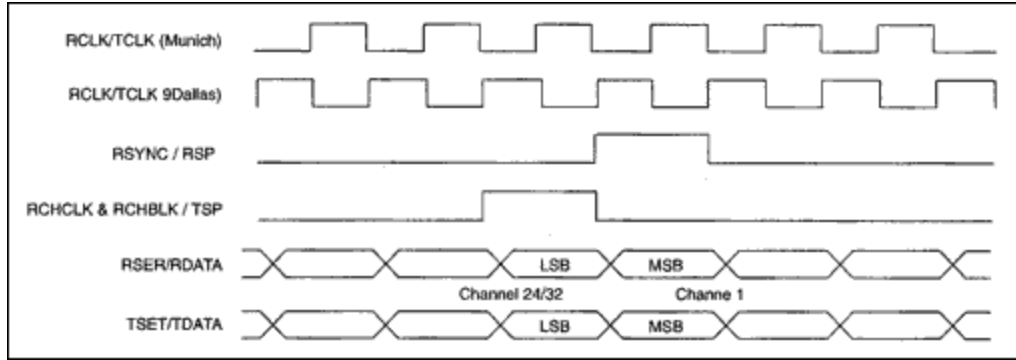 RCLK/TCLK (Munich)
RCLK/TCLK 9Dallas)
RSYNC / RSP
RCHCLK & RCHBLK / TSP
RSER/RDATA
LSB
MSB
Channel 24/32
Channe 1
TSET/TDATA
LSB
MSB